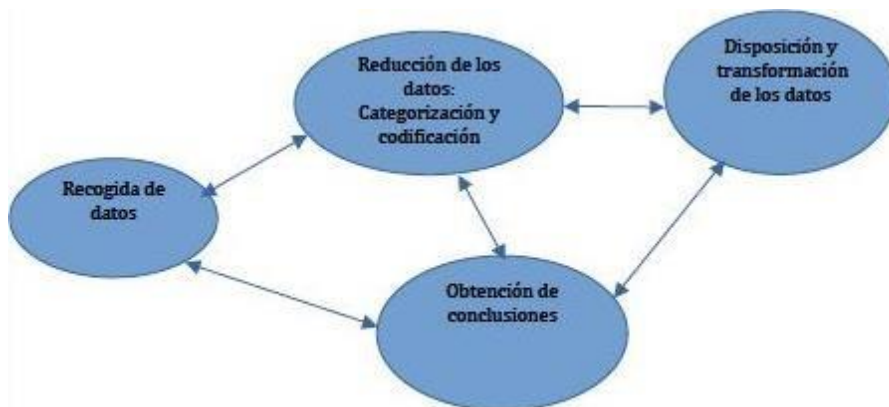 Reducción de los
datos:
Categorización y
codificación
Disposición y
transformación
de los datos
Recogida de
datos
Obtención de
conclusiones